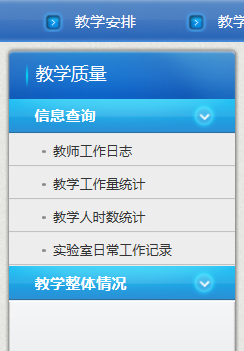 教学安排 教学
教学质量
信息查询
教师工作日志
教学工作量统计
教学人时数统计
实验室日常工作记录
教学整体情况